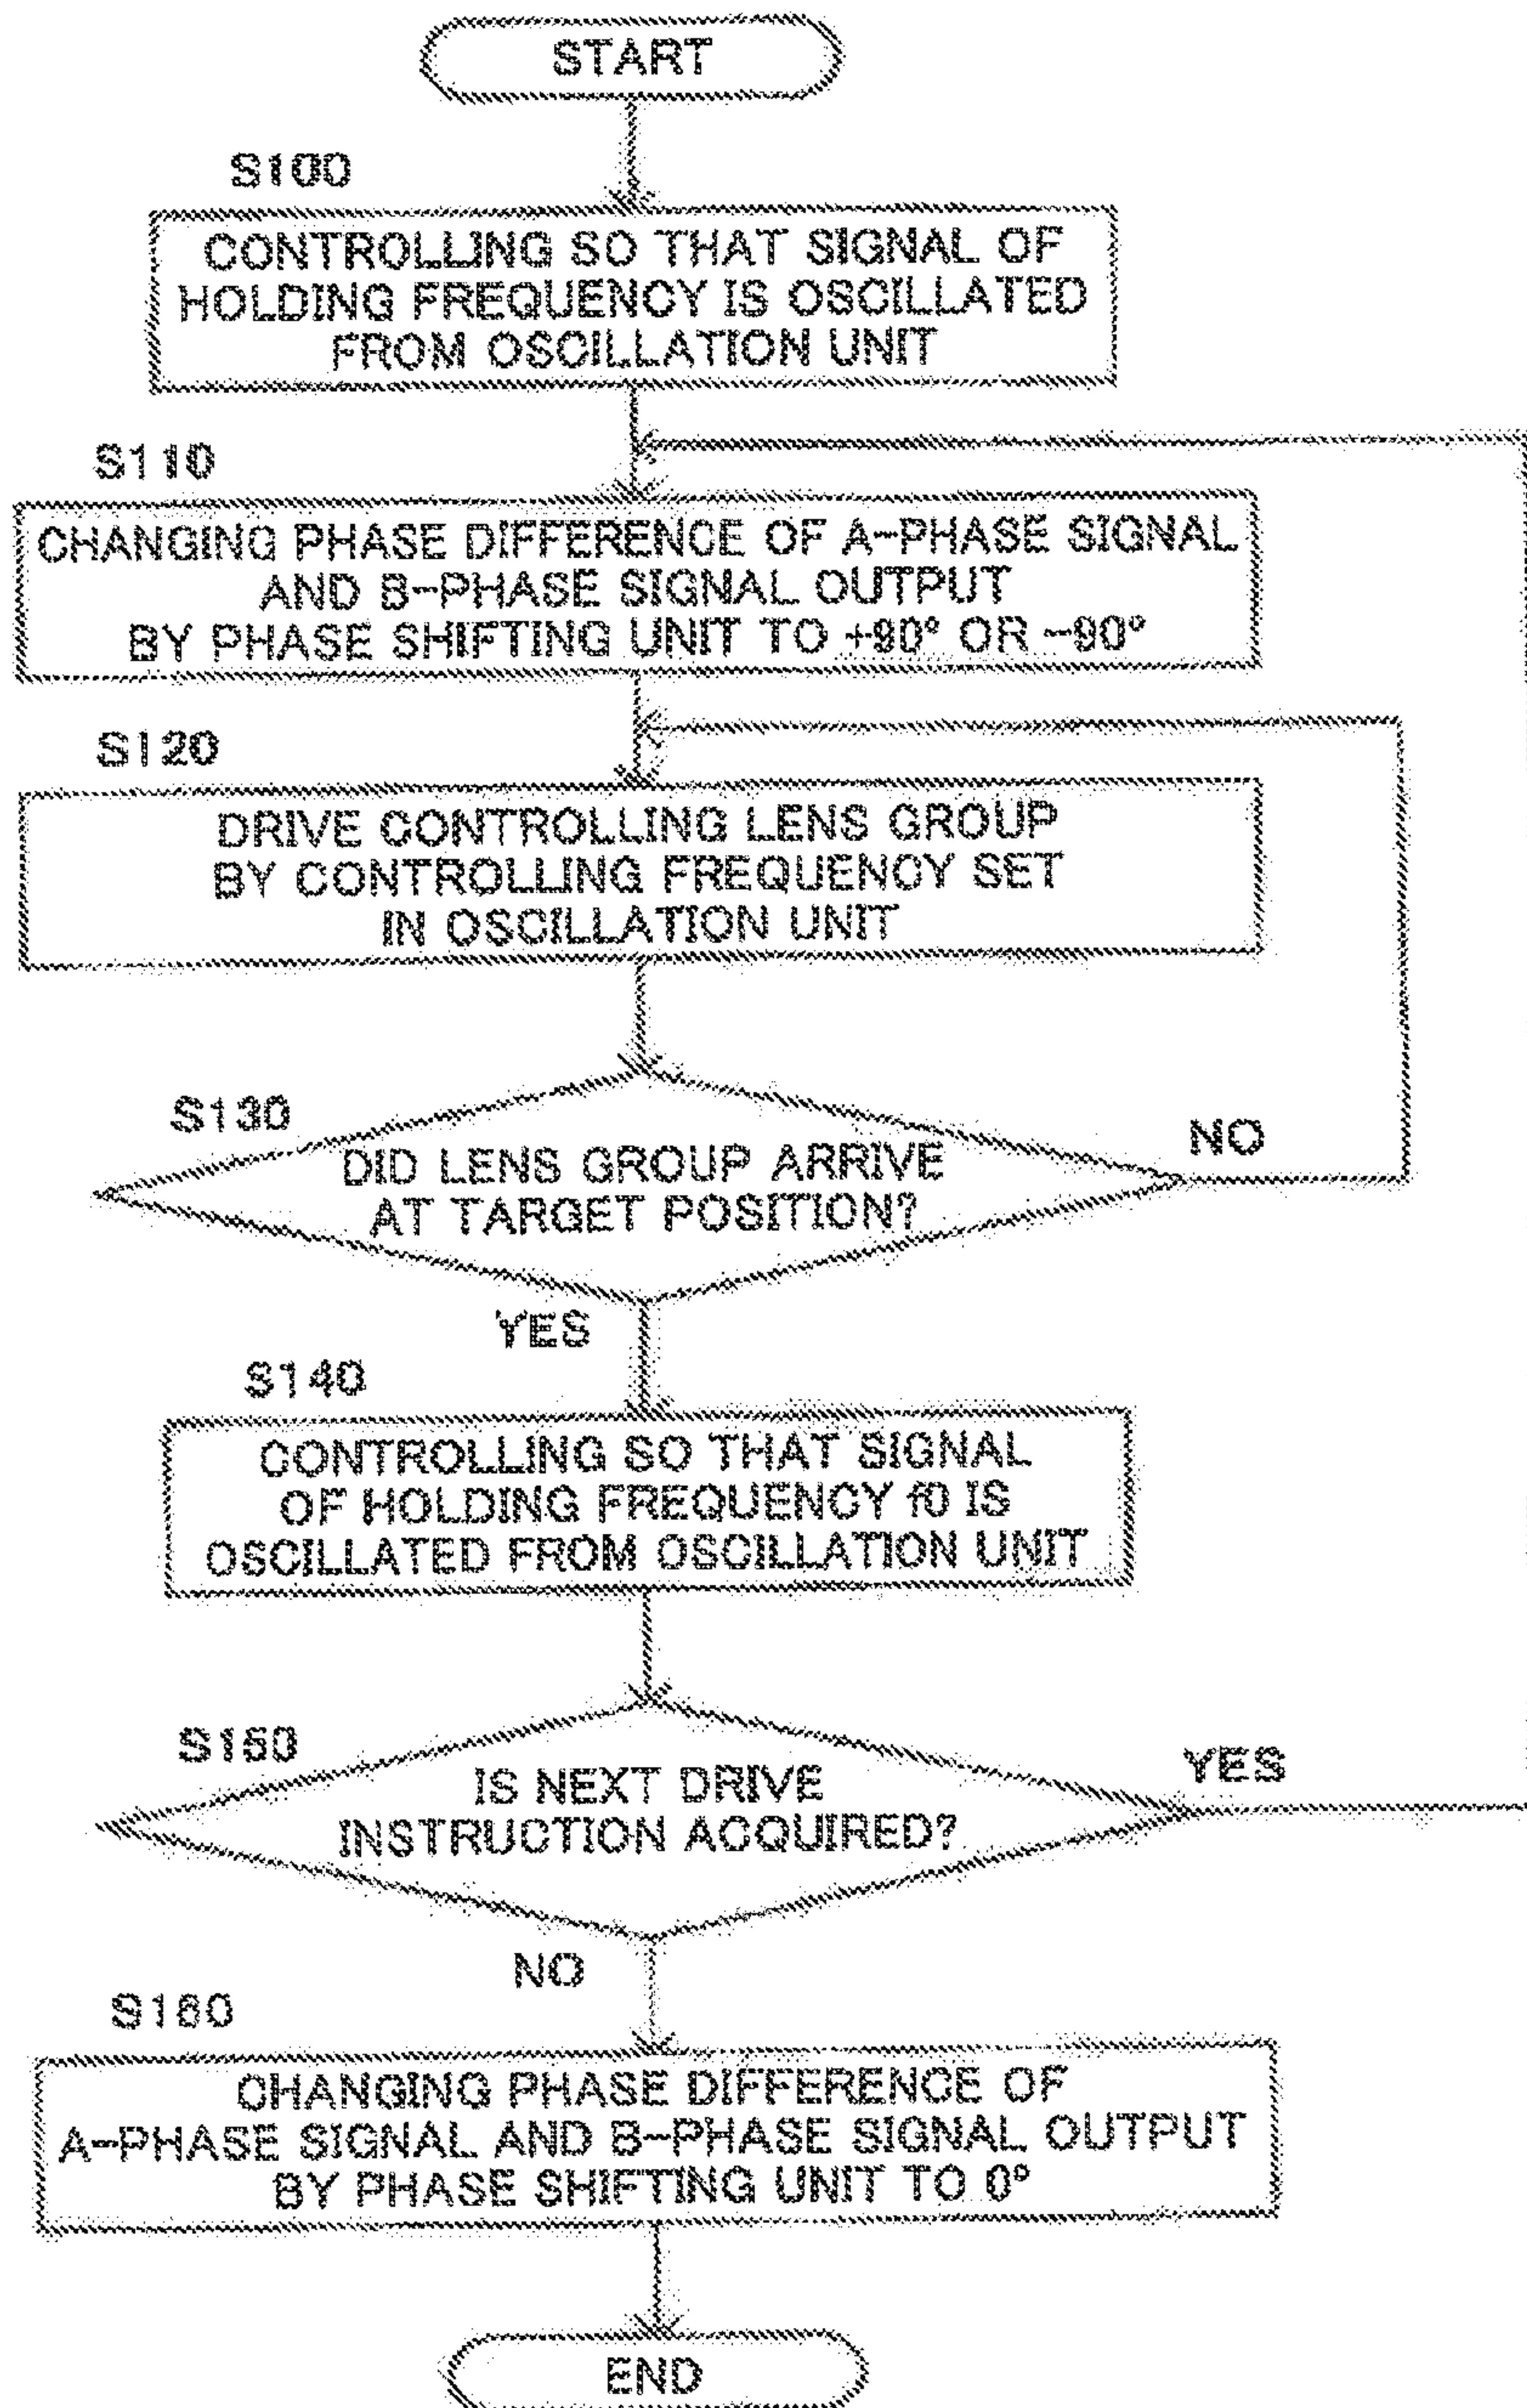 START
S100
CONTROLLING SO THAT SIGNAL OF
HOLDING FREQUENCY IS OSCILLATED
FROM OSCILLATION UNIT
S110
CHANGING PHASE DIFFERENCE OF A-PHASE SIGNAL
AND B-PHASE SIGNAL OUTPUT
BY PHASE SHIFTING UNIT TO +90° OR -90°
S120
DRIVE CONTROLLING LENS GROUP
BY CONTROLLING FREQUENCY SET
IN OSCILLATION UNIT
S130
DID LENS GROUP ARRIVE
AT TARGET POSITION?
NO
YES
S140
CONTROLLING SO THAT SIGNAL
OF HOLDING FREQUENCY f0 IS
OSCILLATED FROM OSCILLATION UNIT
S150
IS NEXT DRIVE
INSTRUCTION ACQUIRED?
YES
NO
S160
CHANGING PHASE DIFFERENCE OF
A-PHASE SIGNAL AND B-PHASE SIGNAL OUTPUT
BY PHASE SHIFTING UNIT TO 0°
END